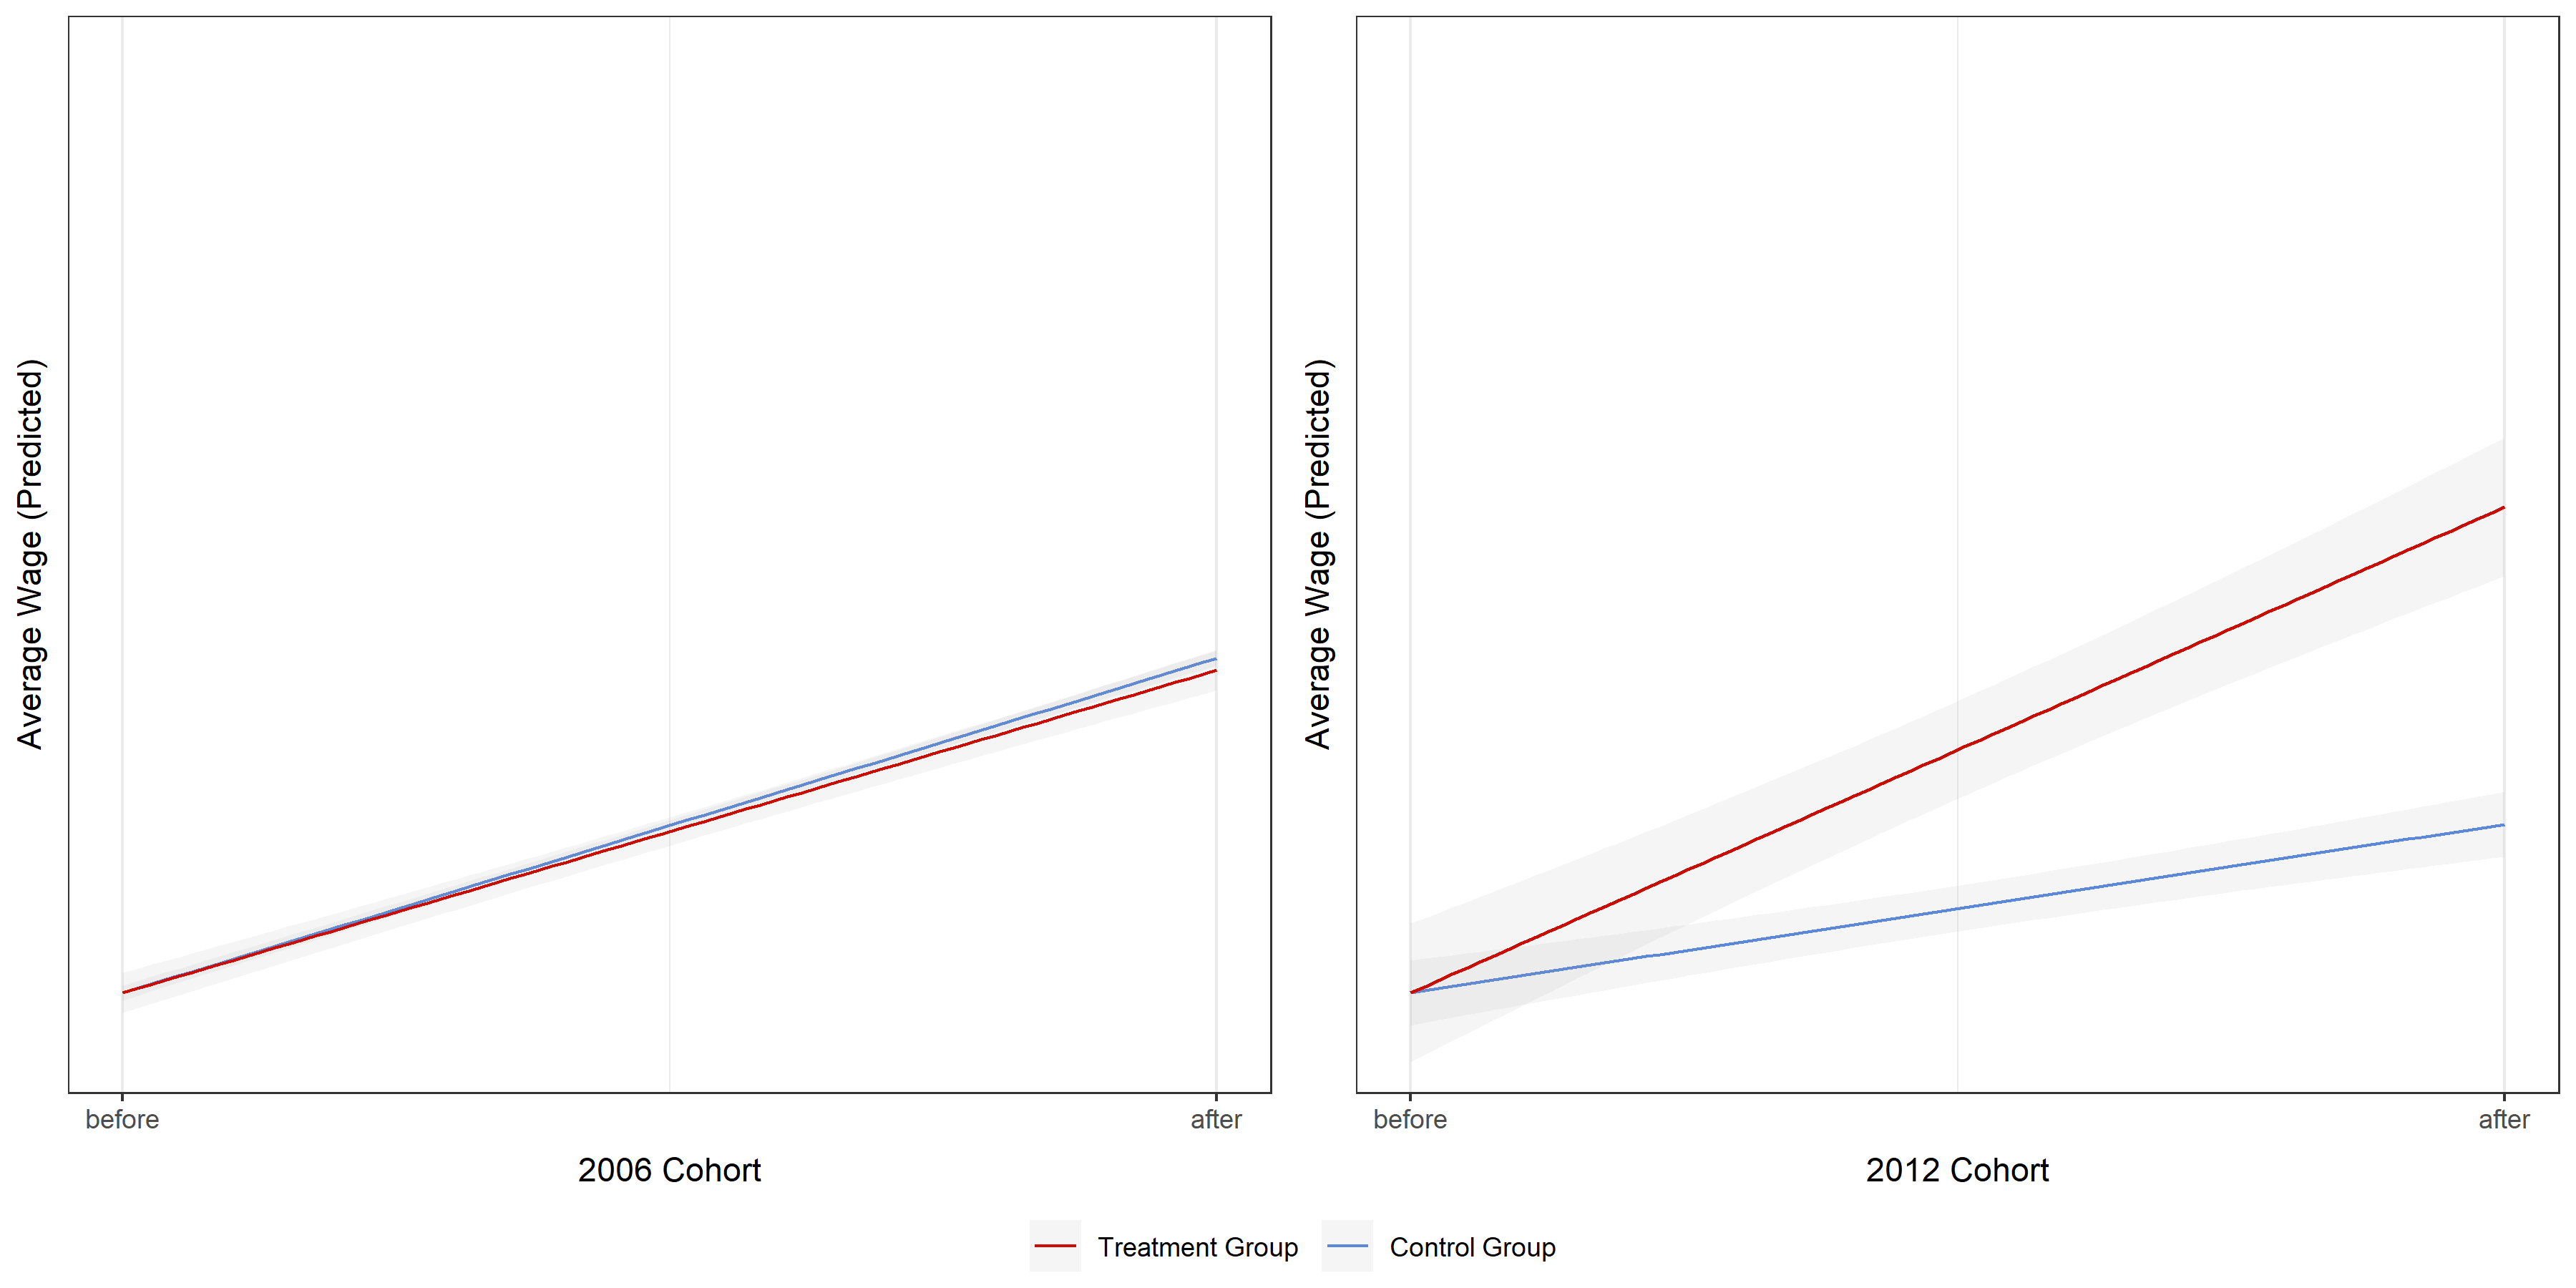 Average Wage (Predicted)
before
after
2006 Cohort
Average Wage (Predicted)
before
after
2012 Cohort
Treatment Group
Control Group